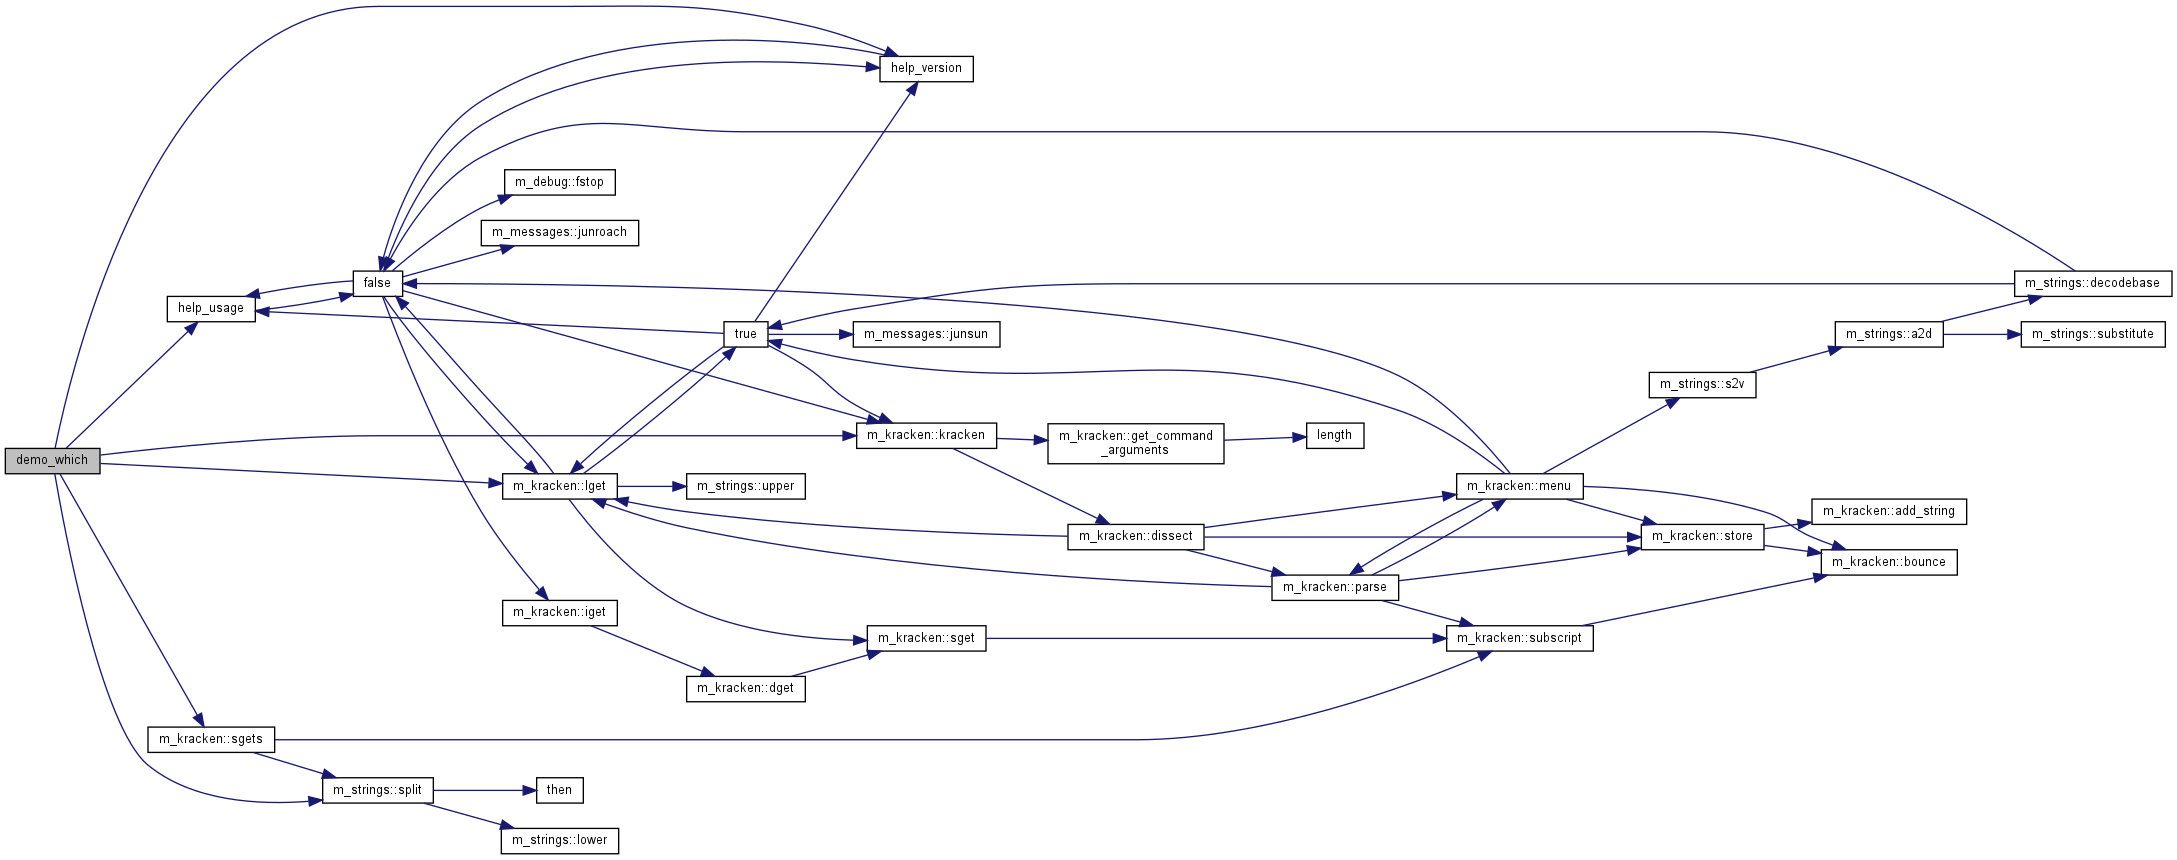 help_version
m_debug::fstop
m_messages::junroach
false
m_strings::decodebase
help_usage
true
m_messages::junsun
m_strings::a2d
m_strings::substitute
m_strings::s2v
m_kracken::kracken
m_kracken::get_command
_arguments
length
demo_which
m_kracken::lget
m_strings::upper
m_kracken::menu
m_kracken::add_string
m_kracken::dissect
m_kracken::store
m_kracken::bounce
m_kracken::parse
m_kracken::iget
m_kracken::sget
m_kracken::subscript
m_kracken::dget
m_kracken::sgets
m_strings::split
then
m_strings::lower